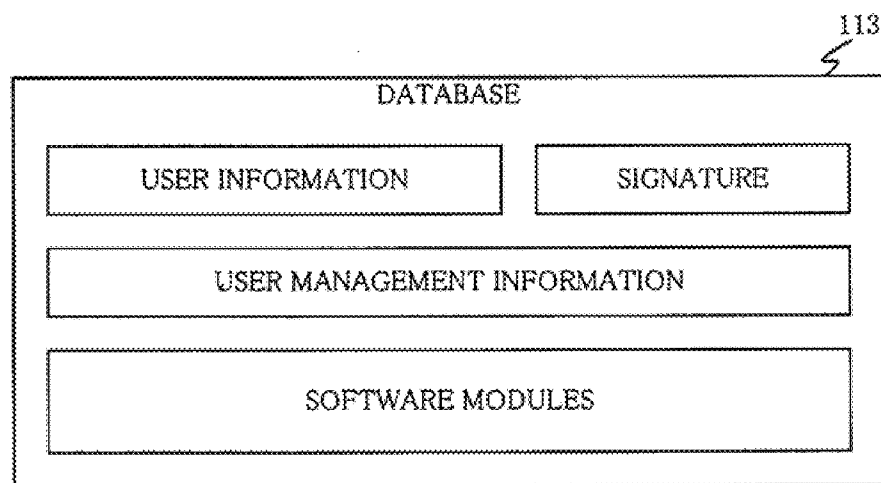 113
DATABASE
USER INFORMATION
SIGNATURE
USER MANAGEMENT INFORMATION
SOFTWARE MODULES